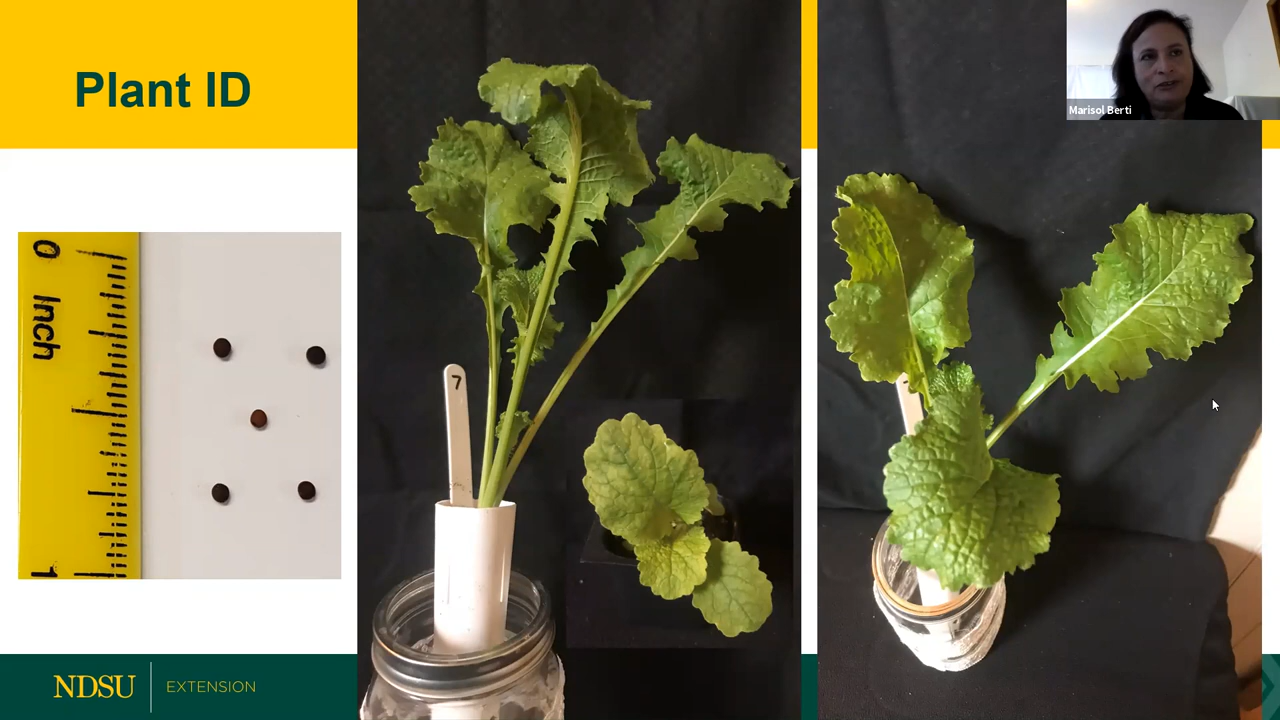 Plant ID
Marisol Berti
0
Inch
1
7
NDSU
EXTENSION